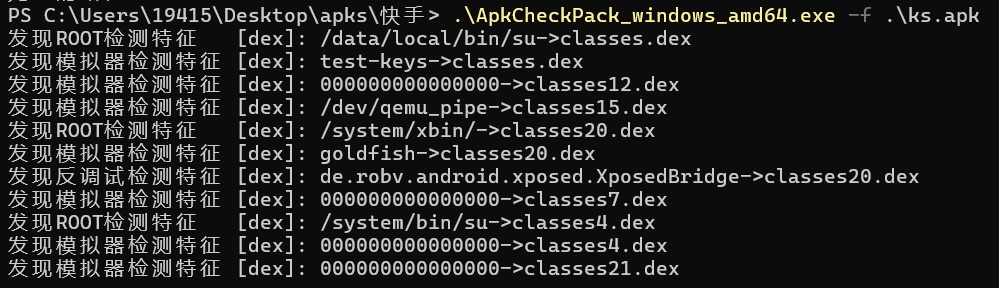 PS C:\Users\19415\Desktop\apks\快手> .\ApkCheckPack_windows_amd64.exe -f .\ks.apk
发现ROOT检测特征   [dex]: /data/local/bin/su->classes.dex
发现模拟器检测特征 [dex]: test-keys->classes.dex
发现模拟器检测特征 [dex]: 000000000000000->classes12.dex
发现模拟器检测特征 [dex]: /dev/qemu_pipe->classes15.dex
发现ROOT检测特征   [dex]: /system/xbin/->classes20.dex
发现模拟器检测特征 [dex]: goldfish->classes20.dex
发现反调试检测特征 [dex]: de.robv.android.xposed.XposedBridge->classes20.dex
发现模拟器检测特征 [dex]: 000000000000000->classes7.dex
发现ROOT检测特征   [dex]: /system/bin/su->classes4.dex
发现模拟器检测特征 [dex]: 000000000000000->classes4.dex
发现模拟器检测特征 [dex]: 000000000000000->classes21.dex